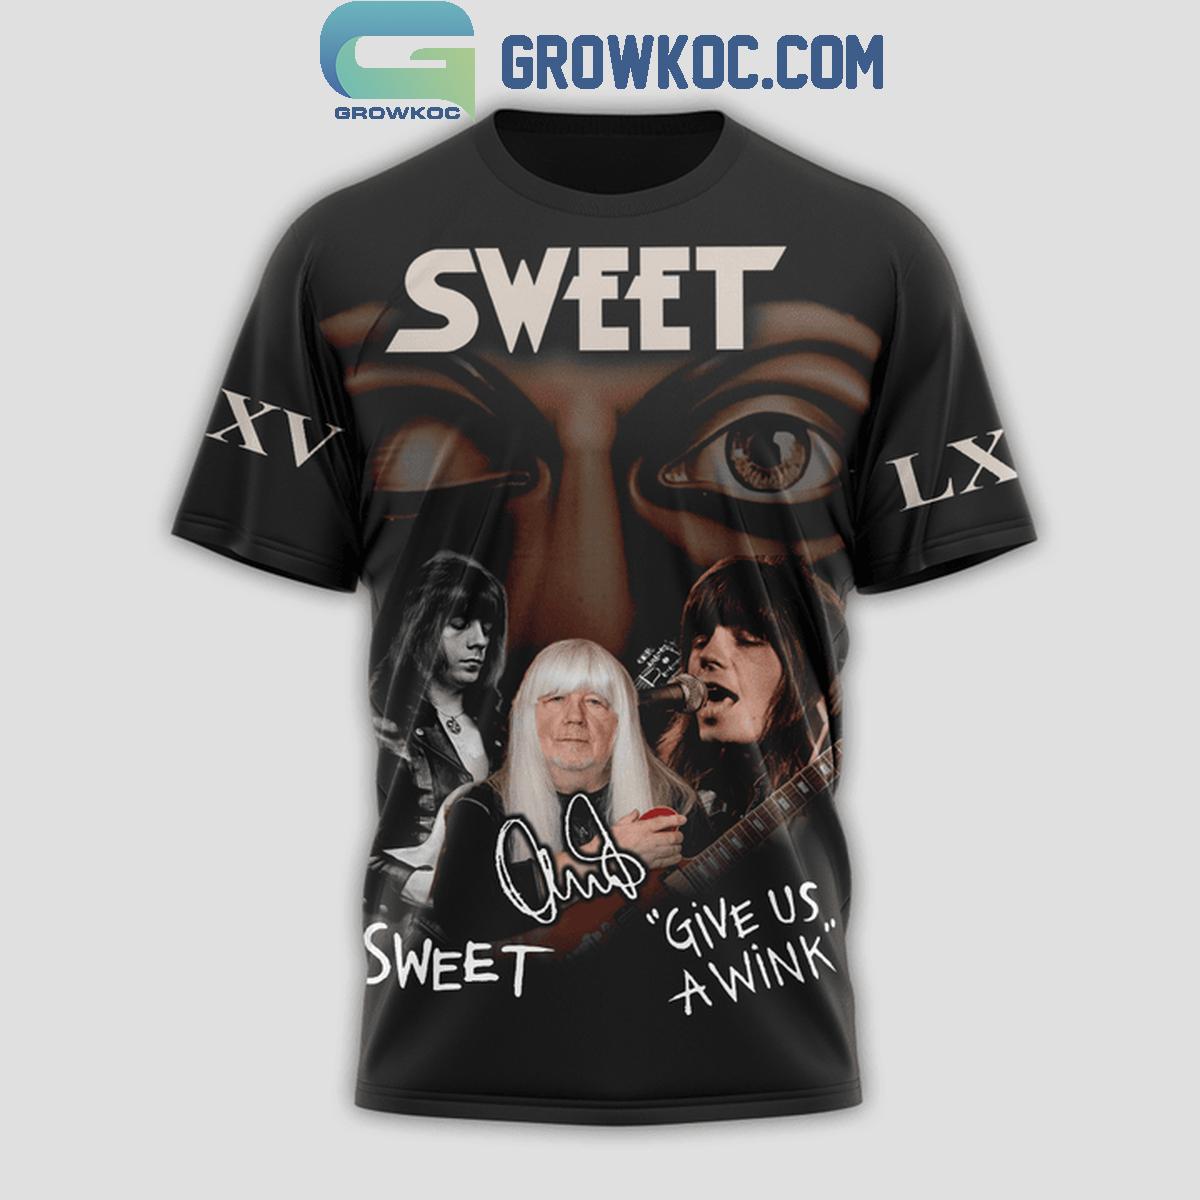 GROWKOC
GROWKOC.COM
SWEET
XV
LX
SWEET
"GiVE US
A WiNK"